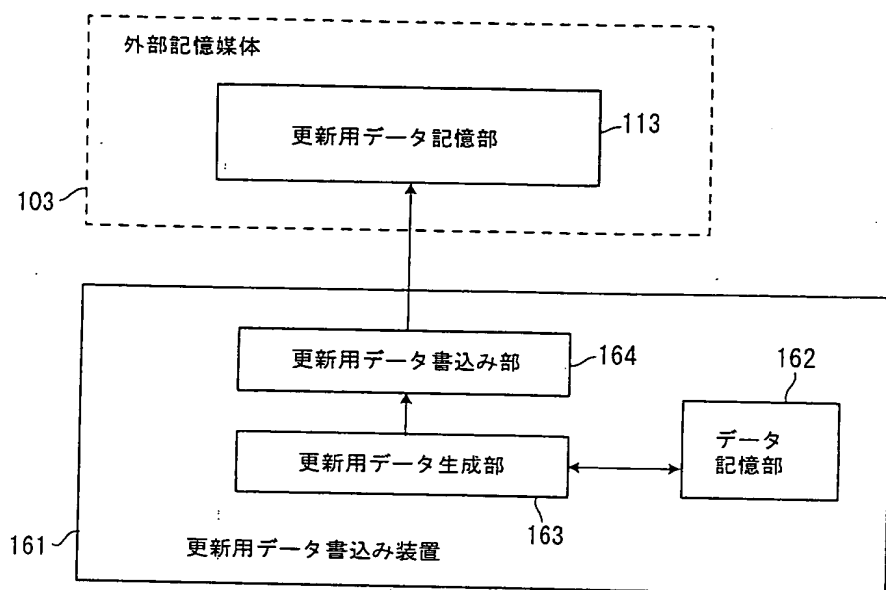 外部記憶媒体
更新用データ記憶部
113
103
更新用データ書込み部
164
162
更新用データ生成部
データ
記憶部
163
161
更新用データ書込み装置